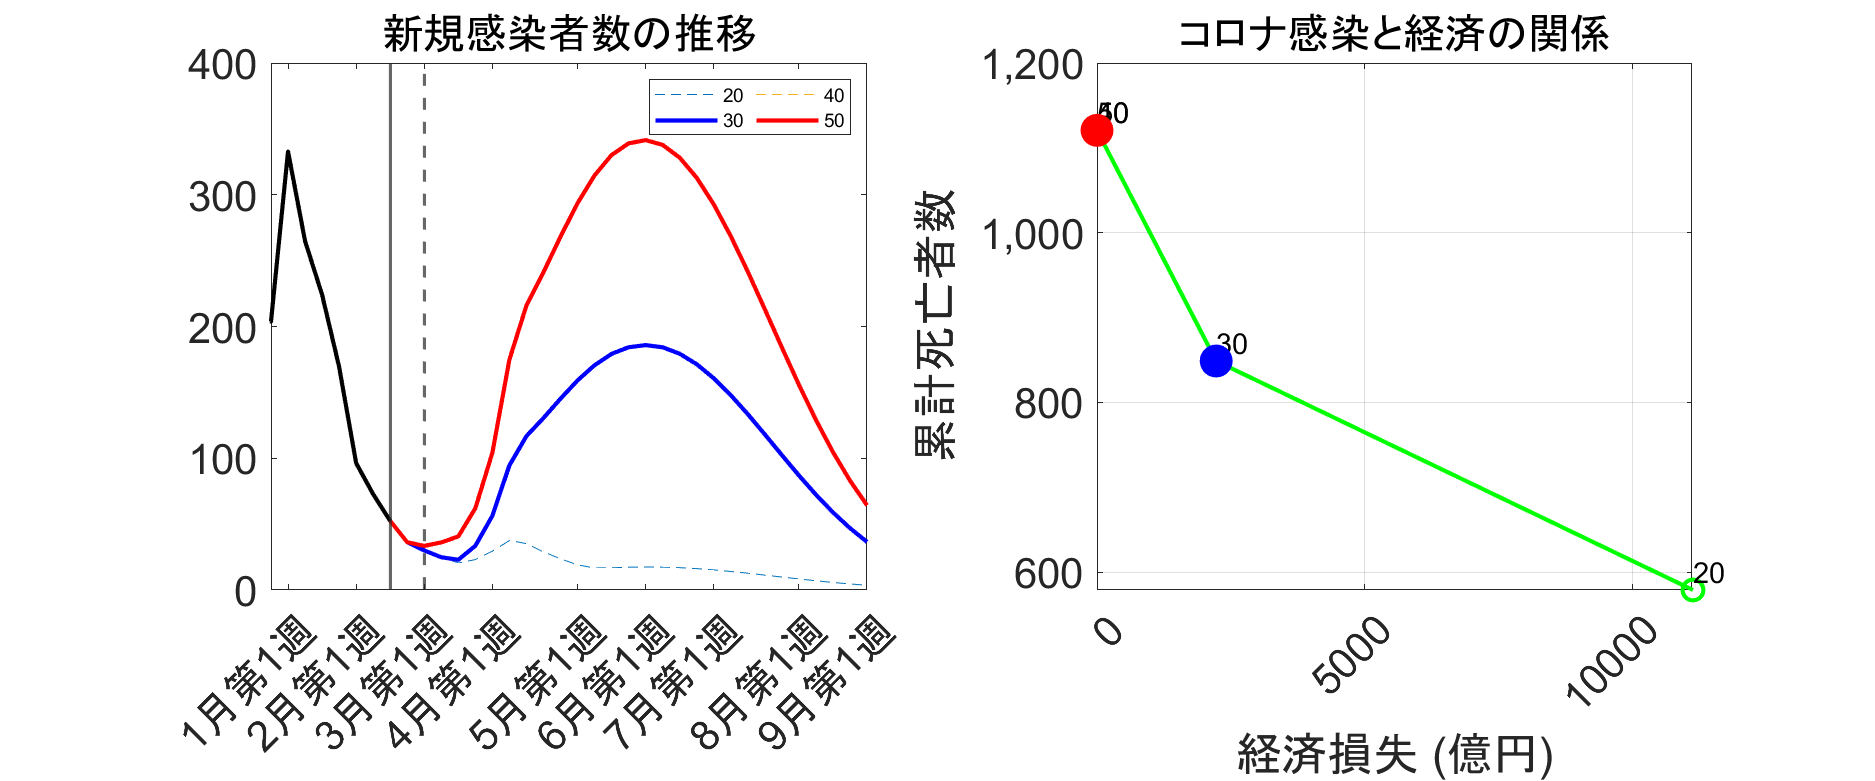 新規感染者数の推移
400
300
200
100
0
20
40
30
50
1月第1週
2月第1週
3月第1週
4月第1週
5月第1週
6月第1週
7月第1週
8月第1週
9月第1週
コロナ感染と経済の関係
累計死亡者数
1,200
1,000
800
600
30
20
0
5000
10000
経済損失 (億円)